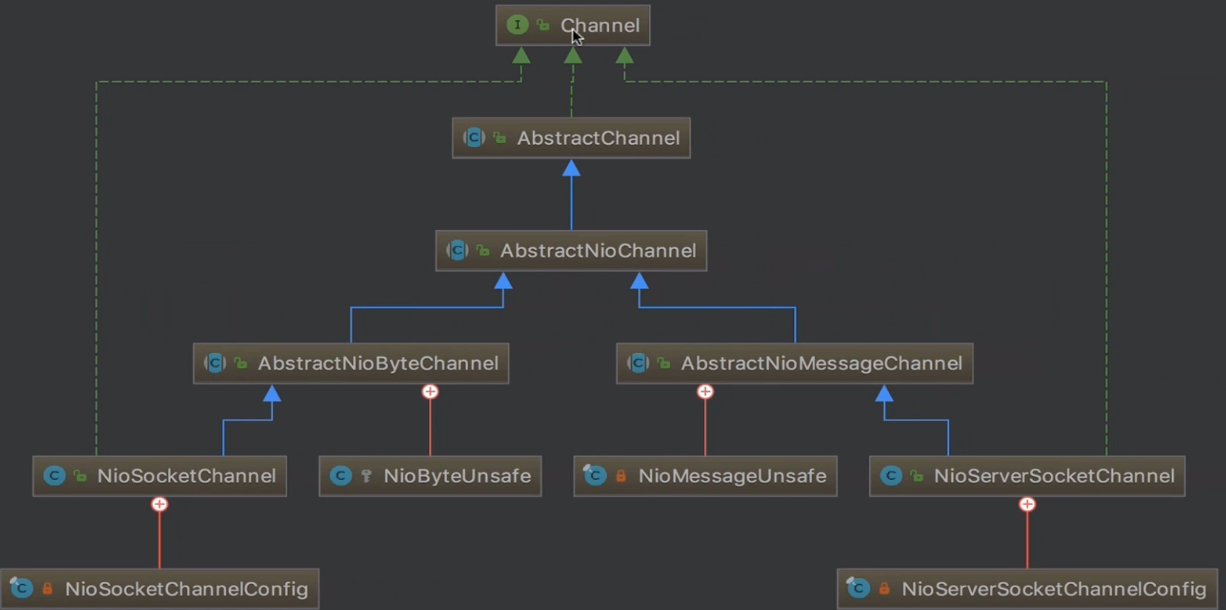 Channel
AbstractChannel
AbstractNioChannel
AbstractNioByteChannel
AbstractNioMessageChannel
NioSocketChannel
NioByteUnsafe
NioMessageUnsafe
NioServerSocketChannel
NioSocketChannelConfig
NioServerSocketChannelConfig